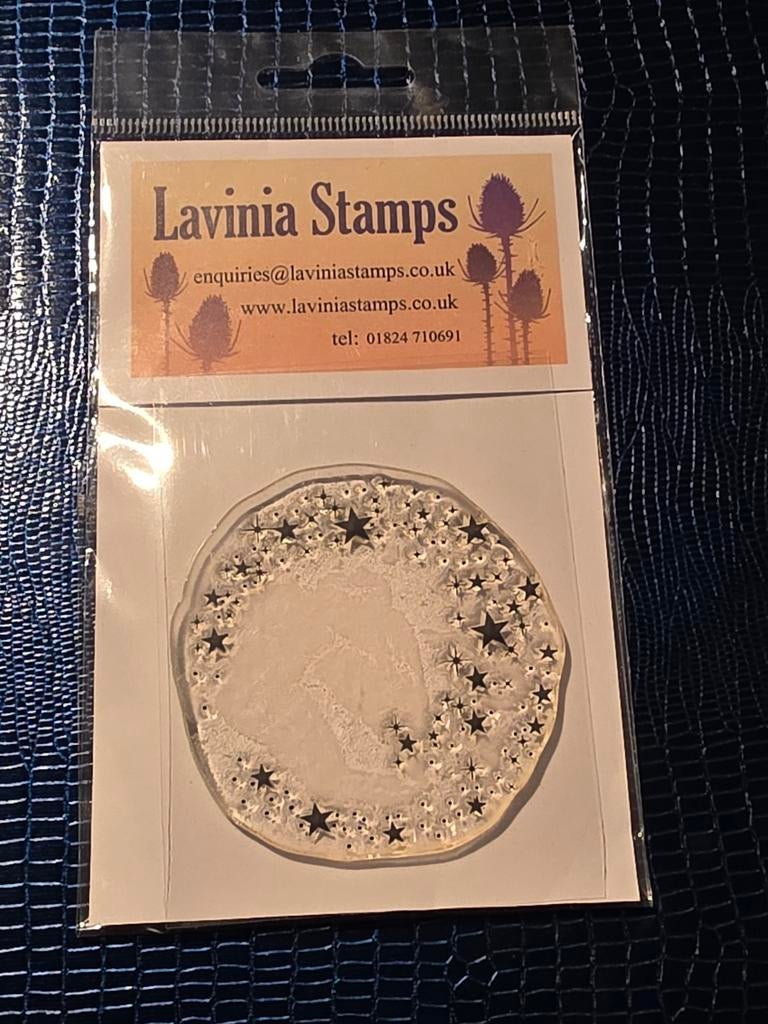 Lavinia Stamps
enquiries@laviniastamps.co.uk
www.laviniastamps.co.uk
tel: 01824 710691